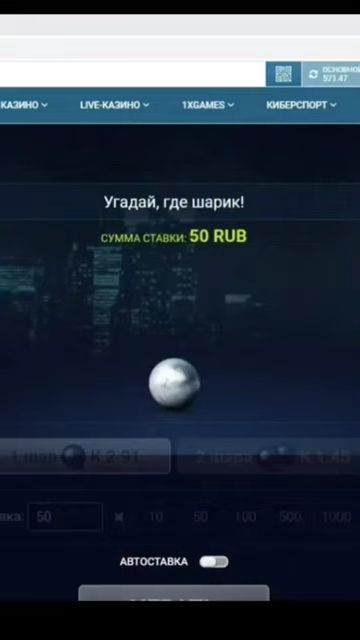 ОСНОВНОЙ
571.47
КАЗИНО LIVE-КАЗИНО 1XGAMES КИБЕРСПОРТ
Угадай, где шарик!
СУММА СТАВКИ: 50 RUB
1 шар К 2.91 2 шара К 1.45
вка: 50 × 10 50 100 500 1000
АВТОСТАВКА